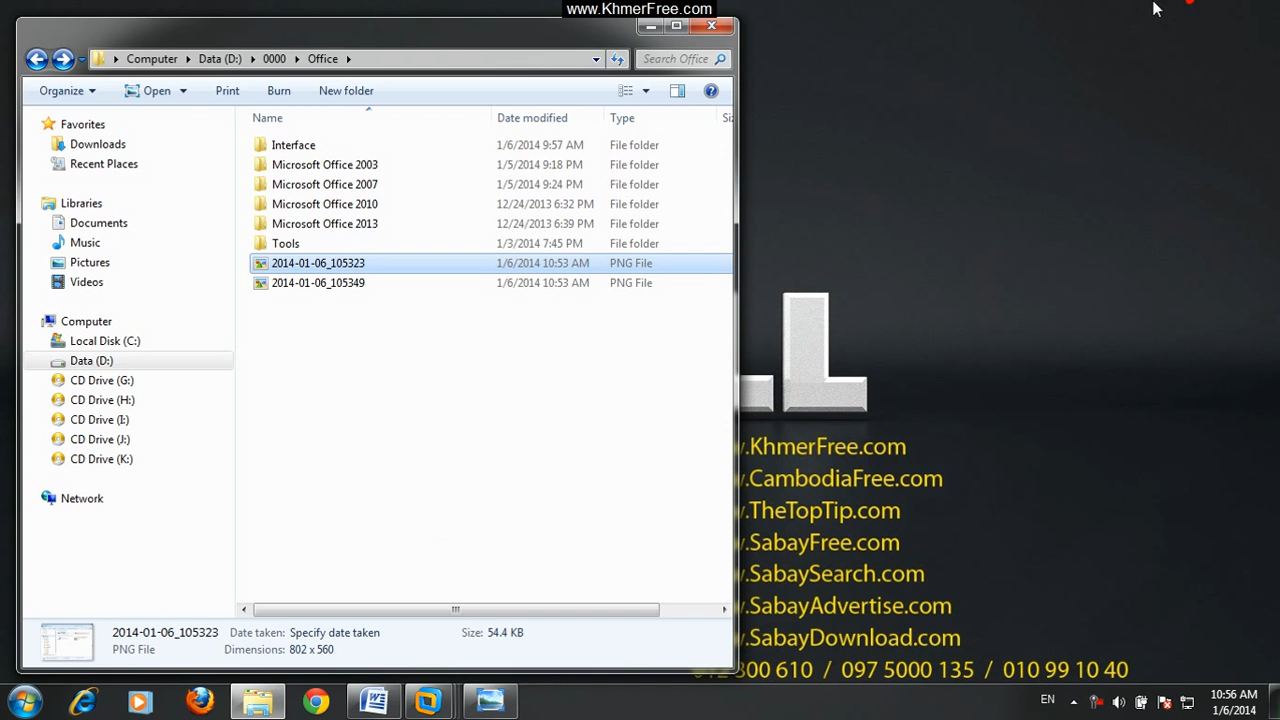 www.KhmerFree.com
Computer Data (D:) 0000 Office
Search Office
Organize Open Print Burn New folder
Name Date modified Type
Favorites
Downloads
Recent Places
Libraries
Documents
Music
Pictures
Videos
Computer
Local Disk (C:)
Data (D:)
CD Drive (G:)
CD Drive (H:)
CD Drive (I:)
CD Drive (J:)
CD Drive (K:)
Network
Interface 1/6/2014 9:57 AM File folder
Microsoft Office 2003 1/5/2014 9:18 PM File folder
Microsoft Office 2007 1/5/2014 9:24 PM File folder
Microsoft Office 2010 12/24/2013 6:32 PM File folder
Microsoft Office 2013 12/24/2013 6:39 PM File folder
Tools 1/3/2014 7:45 PM File folder
2014-01-06_105323 1/6/2014 10:53 AM PNG File
2014-01-06_105349 1/6/2014 10:53 AM PNG File
2014-01-06_105323 Date taken: Specify date taken Size: 54.4 KB
PNG File Dimensions: 802 x 560
L
.KhmerFree.com
.CambodiaFree.com
.TheTopTip.com
.SabayFree.com
.SabaySearch.com
.SabayAdvertise.com
.SabayDownload.com
610 / 097 5000 135 / 010 99 10 40
EN
10:56 AM
1/6/2014